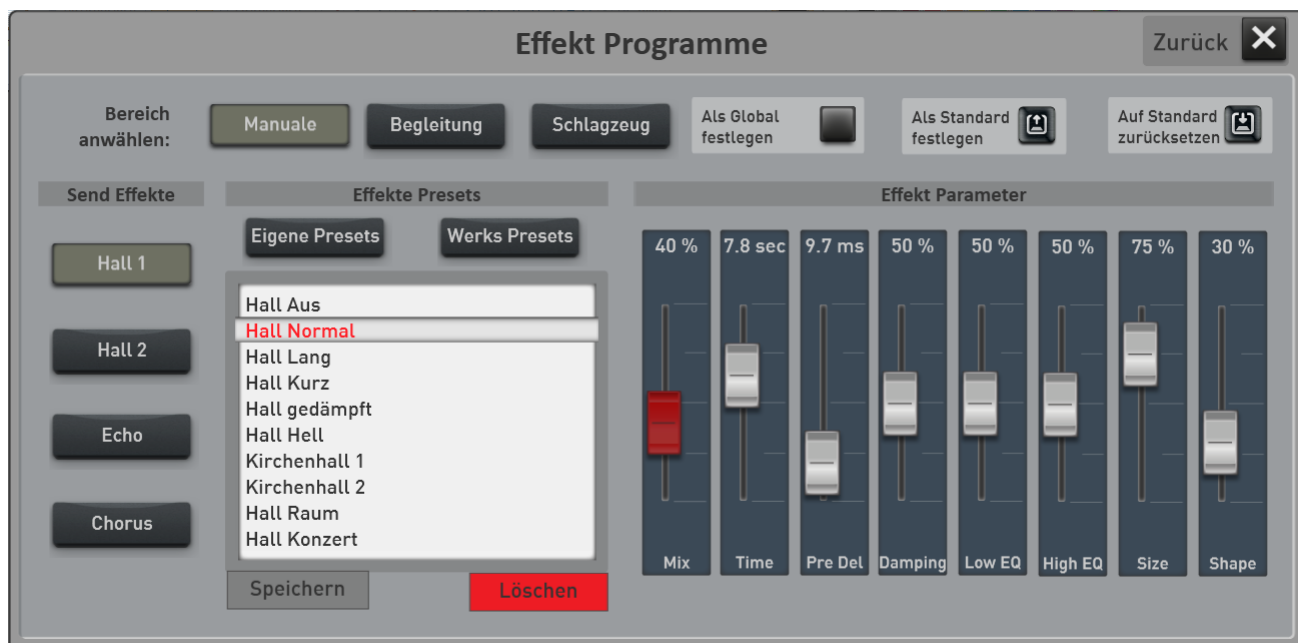 Effekt Programme
Zurück
Bereich
anwählen:
Manuale
Begleitung
Schlagzeug
Als Global
festlegen
Als Standard
festlegen
Auf Standard
zurücksetzen
Send Effekte
Effekte Presets
Effekt Parameter
Hall 1
Hall 2
Echo
Chorus
Eigene Presets
Werks Presets
Hall Aus
Hall Normal
Hall Lang
Hall Kurz
Hall gedämpft
Hall Hell
Kirchenhall 1
Kirchenhall 2
Hall Raum
Hall Konzert
Speichern
Löschen
40 %
7.8 sec
9.7 ms
50 %
50 %
50 %
75 %
30 %
Mix
Time
Pre Del
Damping
Low EQ
High EQ
Size
Shape